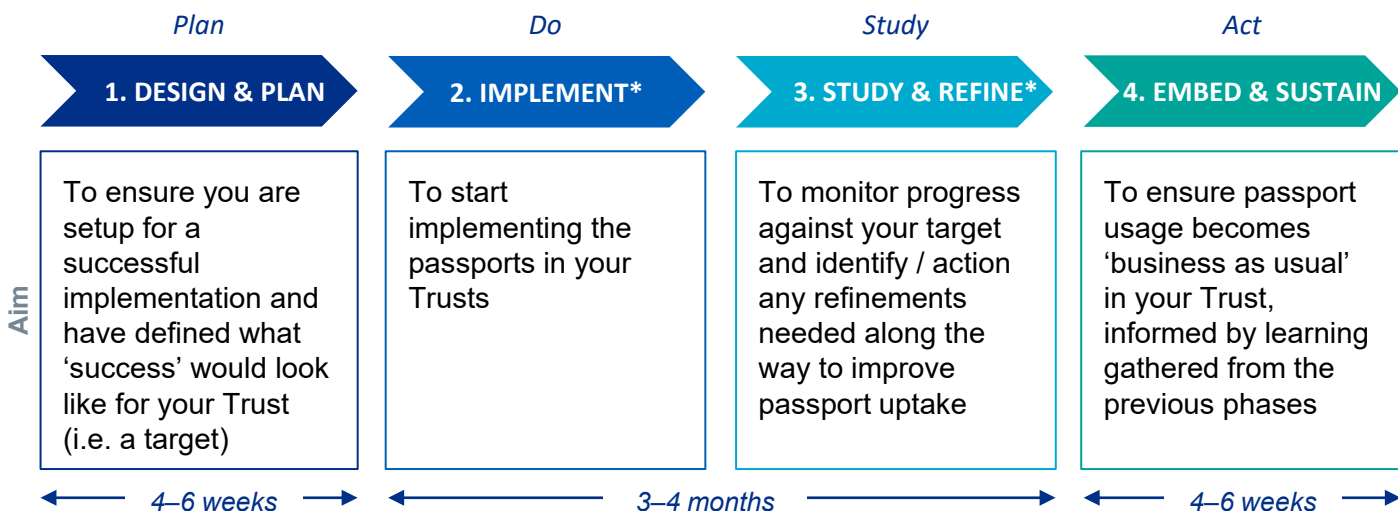 Plan
Do
Study
Act
1. DESIGN & PLAN
2. IMPLEMENT*
3. STUDY & REFINE*
4. EMBED & SUSTAIN
Aim
To ensure you are
setup for a
successful
implementation and
have defined what
‘success’ would look
like for your Trust
(i.e. a target)
To start
implementing the
passports in your
Trusts
To monitor progress
against your target
and identify / action
any refinements
needed along the
way to improve
passport uptake
To ensure passport
usage becomes
‘business as usual’
in your Trust,
informed by learning
gathered from the
previous phases
4–6 weeks
3–4 months
4–6 weeks